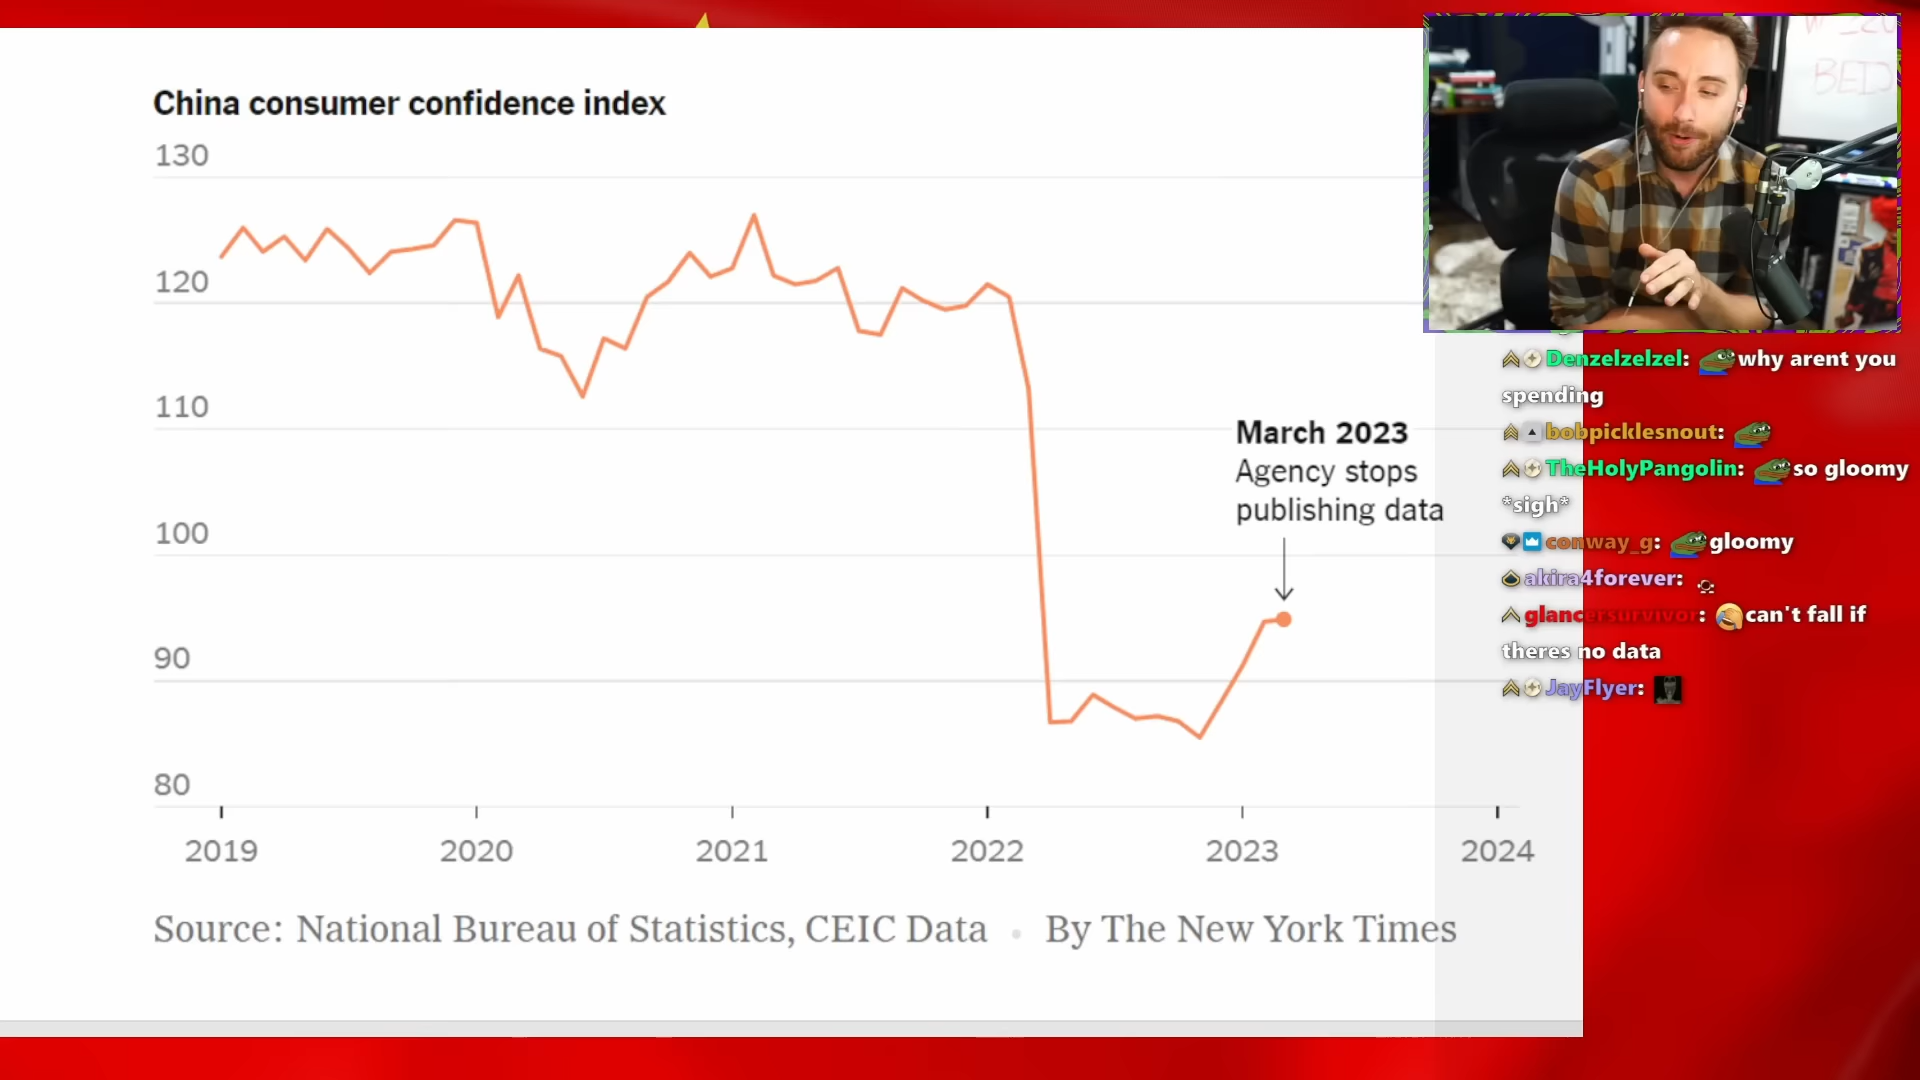 China consumer confidence index
130
120
110
100
90
80
March 2023
Agency stops
publishing data
2019 2020 2021 2022 2023 2024
Source: National Bureau of Statistics, CEIC Data • By The New York Times
BEIJ
Denzelzelzel: why arent you
spending
bobpicklesnout:
TheHolyPangolin: so gloomy
*sigh*
conway_g: gloomy
akira4forever:
glancersurvivor: can't fall if
theres no data
JayFlyer: